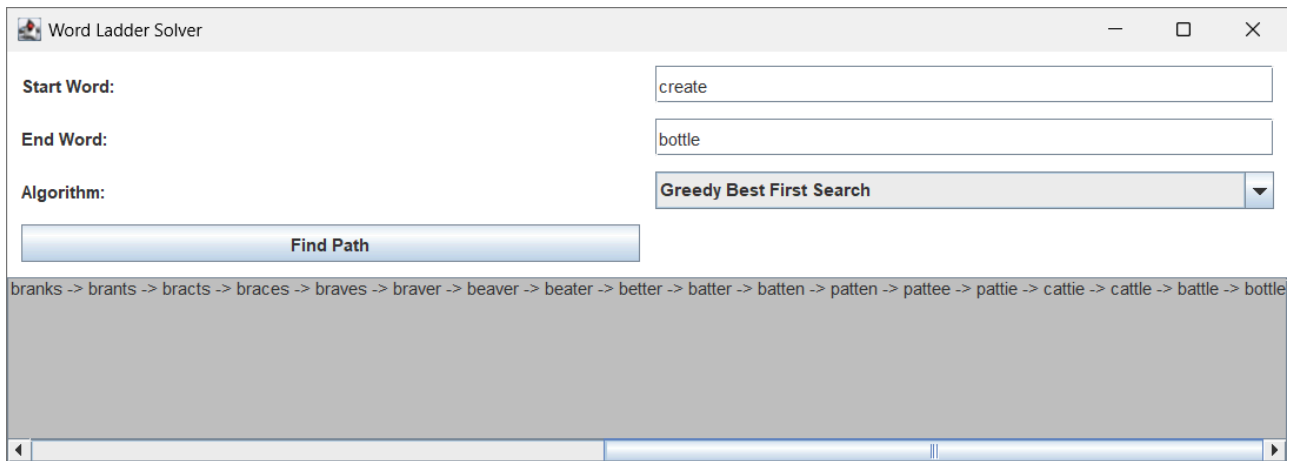 Word Ladder Solver
Start Word:
create
End Word:
bottle
Algorithm:
Greedy Best First Search
Find Path
branks -> brants -> bracts -> braces -> braves -> braver -> beaver -> beater -> better -> batter -> batten -> patten -> pattee -> pattie -> cattie -> cattle -> battle -> bottle